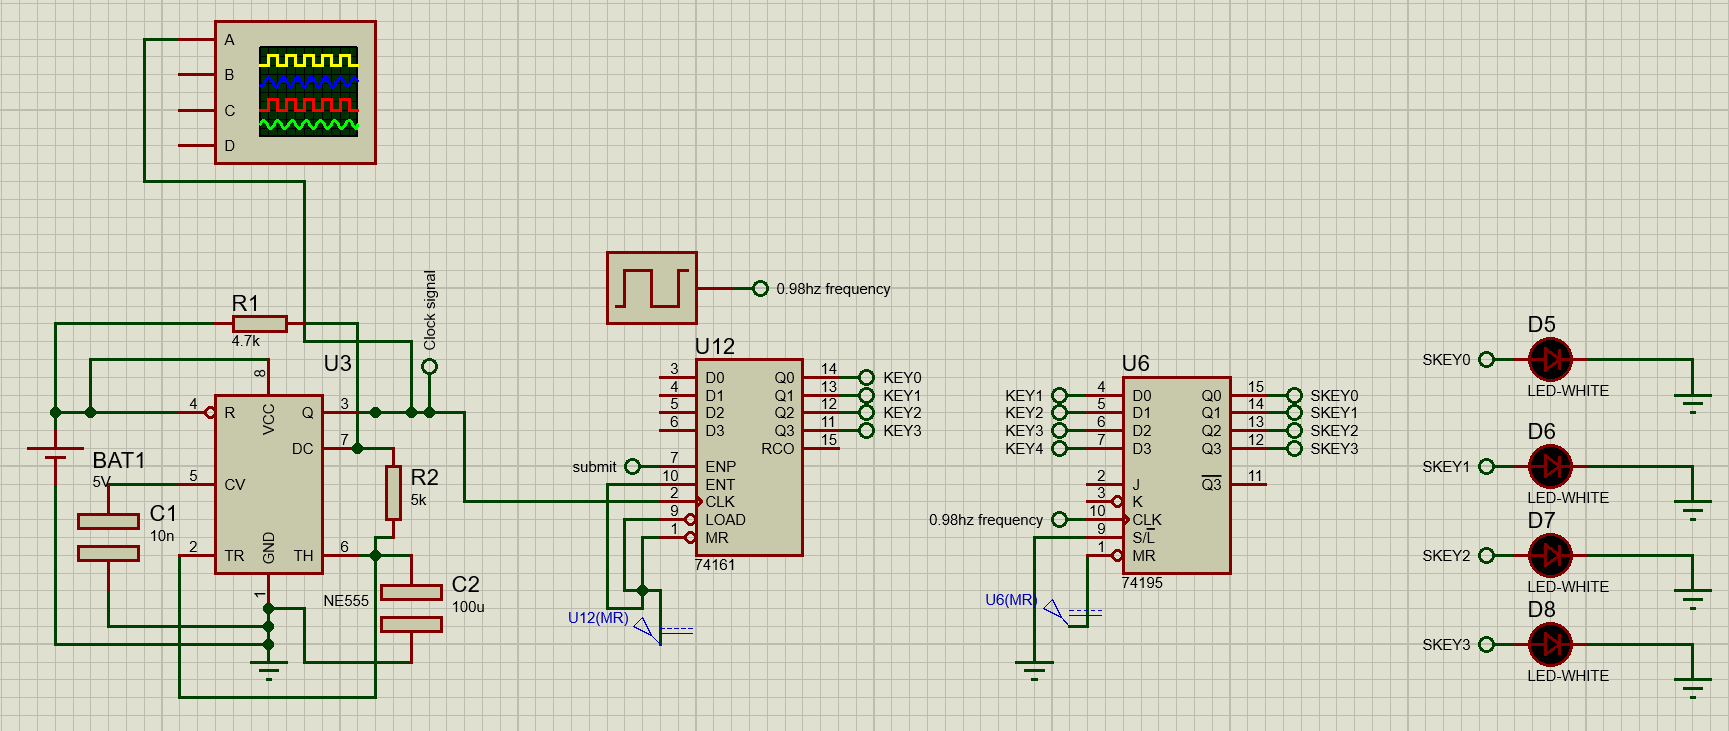 A
B
C
D
R1
4.7k
U3
Clock signal
4
R
VCC
8
Q
3
DC
7
BAT1
5V
5
CV
R2
5k
C1
10n
2
TR
GND
1
TH
6
NE555
C2
100u
0.98hz frequency
U12
3
D0
Q0
14
KEY0
4
D1
Q1
13
KEY1
5
D2
Q2
12
KEY2
6
D3
Q3
11
KEY3
RCO
15
submit
7
ENP
10
ENT
2
CLK
9
LOAD
1
MR
74161
U12(MR)
U6
KEY1
4
D0
Q0
15
SKEY0
KEY2
5
D1
Q1
14
SKEY1
KEY3
6
D2
Q2
13
SKEY2
KEY4
7
D3
Q3
12
SKEY3
2
J
Q3
11
3
K
0.98hz frequency
10
CLK
9
S/L
1
MR
74195
U6(MR)
D5
SKEY0
LED-WHITE
D6
SKEY1
LED-WHITE
D7
SKEY2
LED-WHITE
D8
SKEY3
LED-WHITE